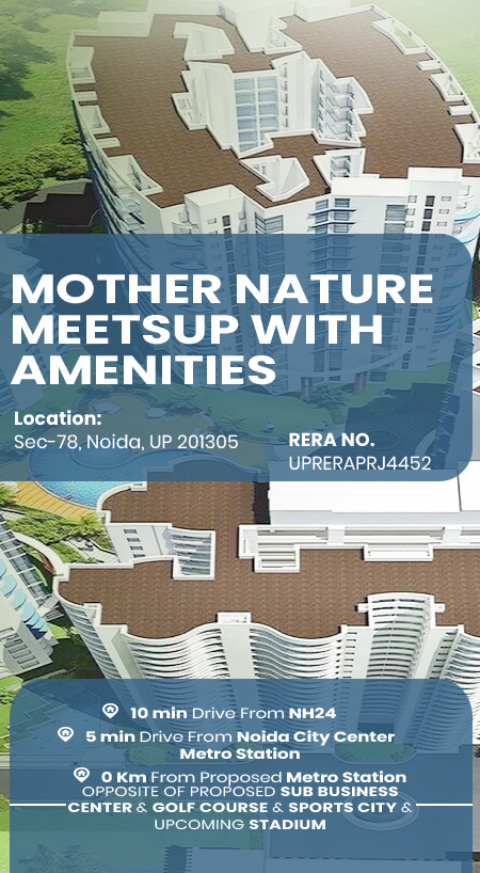 MOTHER NATURE
MEETSUP WITH
AMENITIES
Location:
Sec-78, Noida, UP 201305
RERA NO.
UPRERAPRJ4452
10 min Drive From NH24
5 min Drive From Noida City Center
Metro Station
0 Km From Proposed Metro Station
OPPOSITE OF PROPOSED SUB BUSINESS
CENTER & GOLF COURSE & SPORTS CITY &
UPCOMING STADIUM